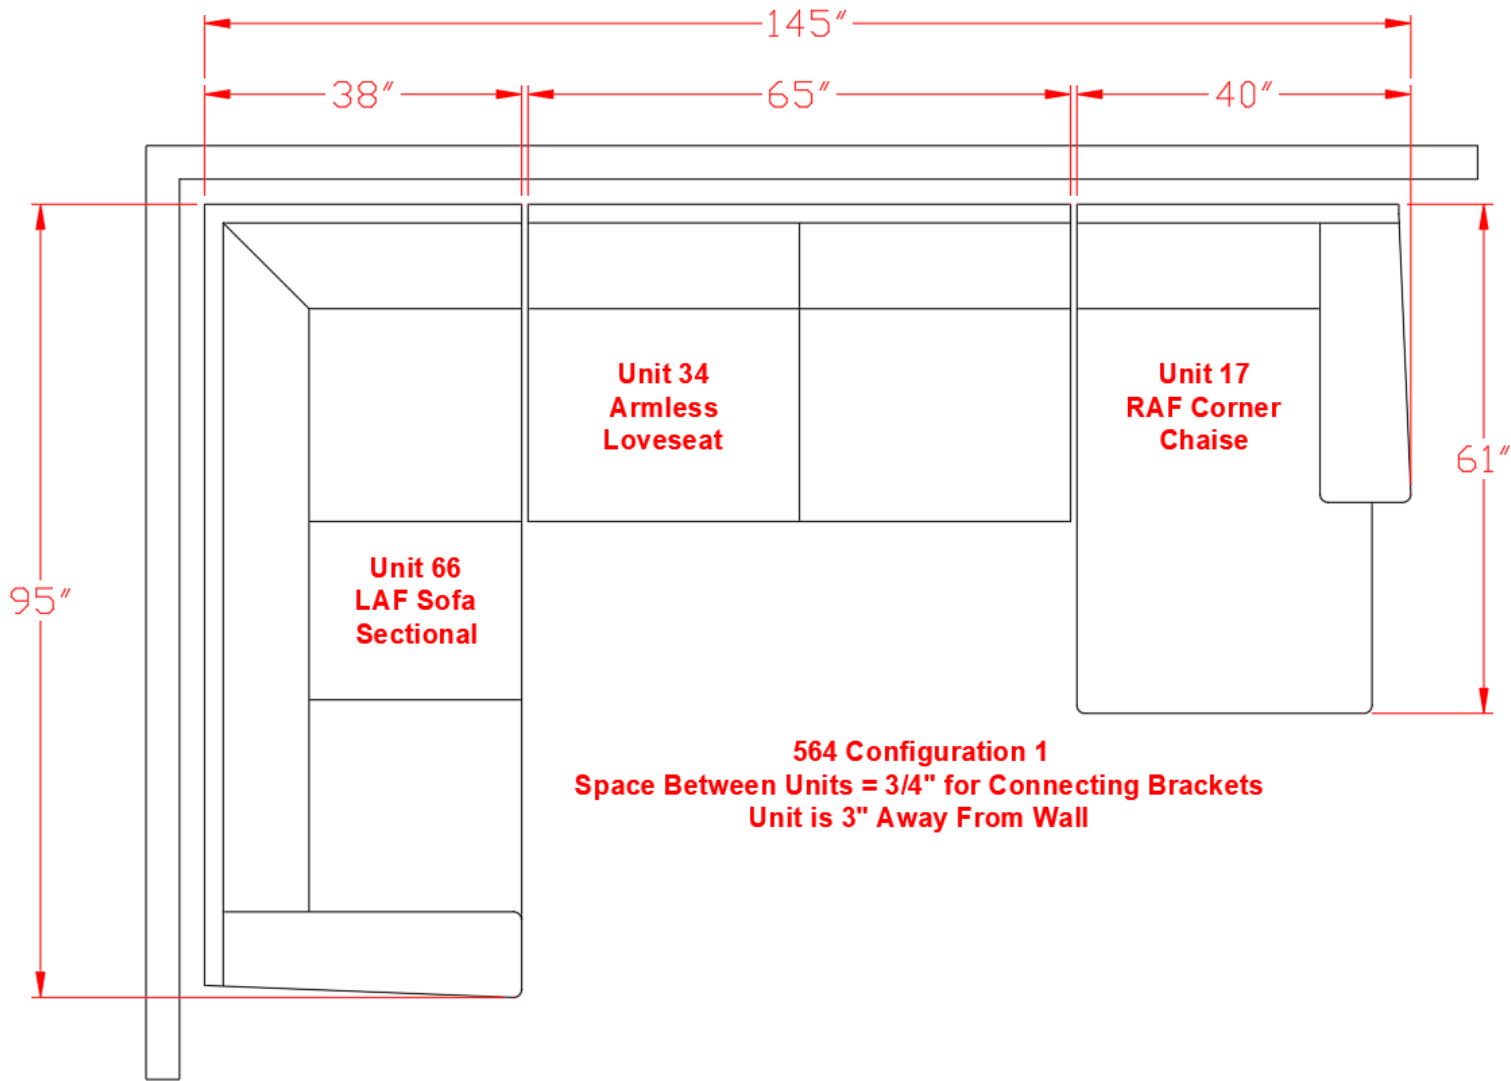 145″
38″ 65″ 40″
Unit 34
Armless
Loveseat
Unit 17
RAF Corner
Chaise
61″
Unit 66
LAF Sofa
Sectional
95″
564 Configuration 1
Space Between Units = 3/4" for Connecting Brackets
Unit is 3" Away From Wall